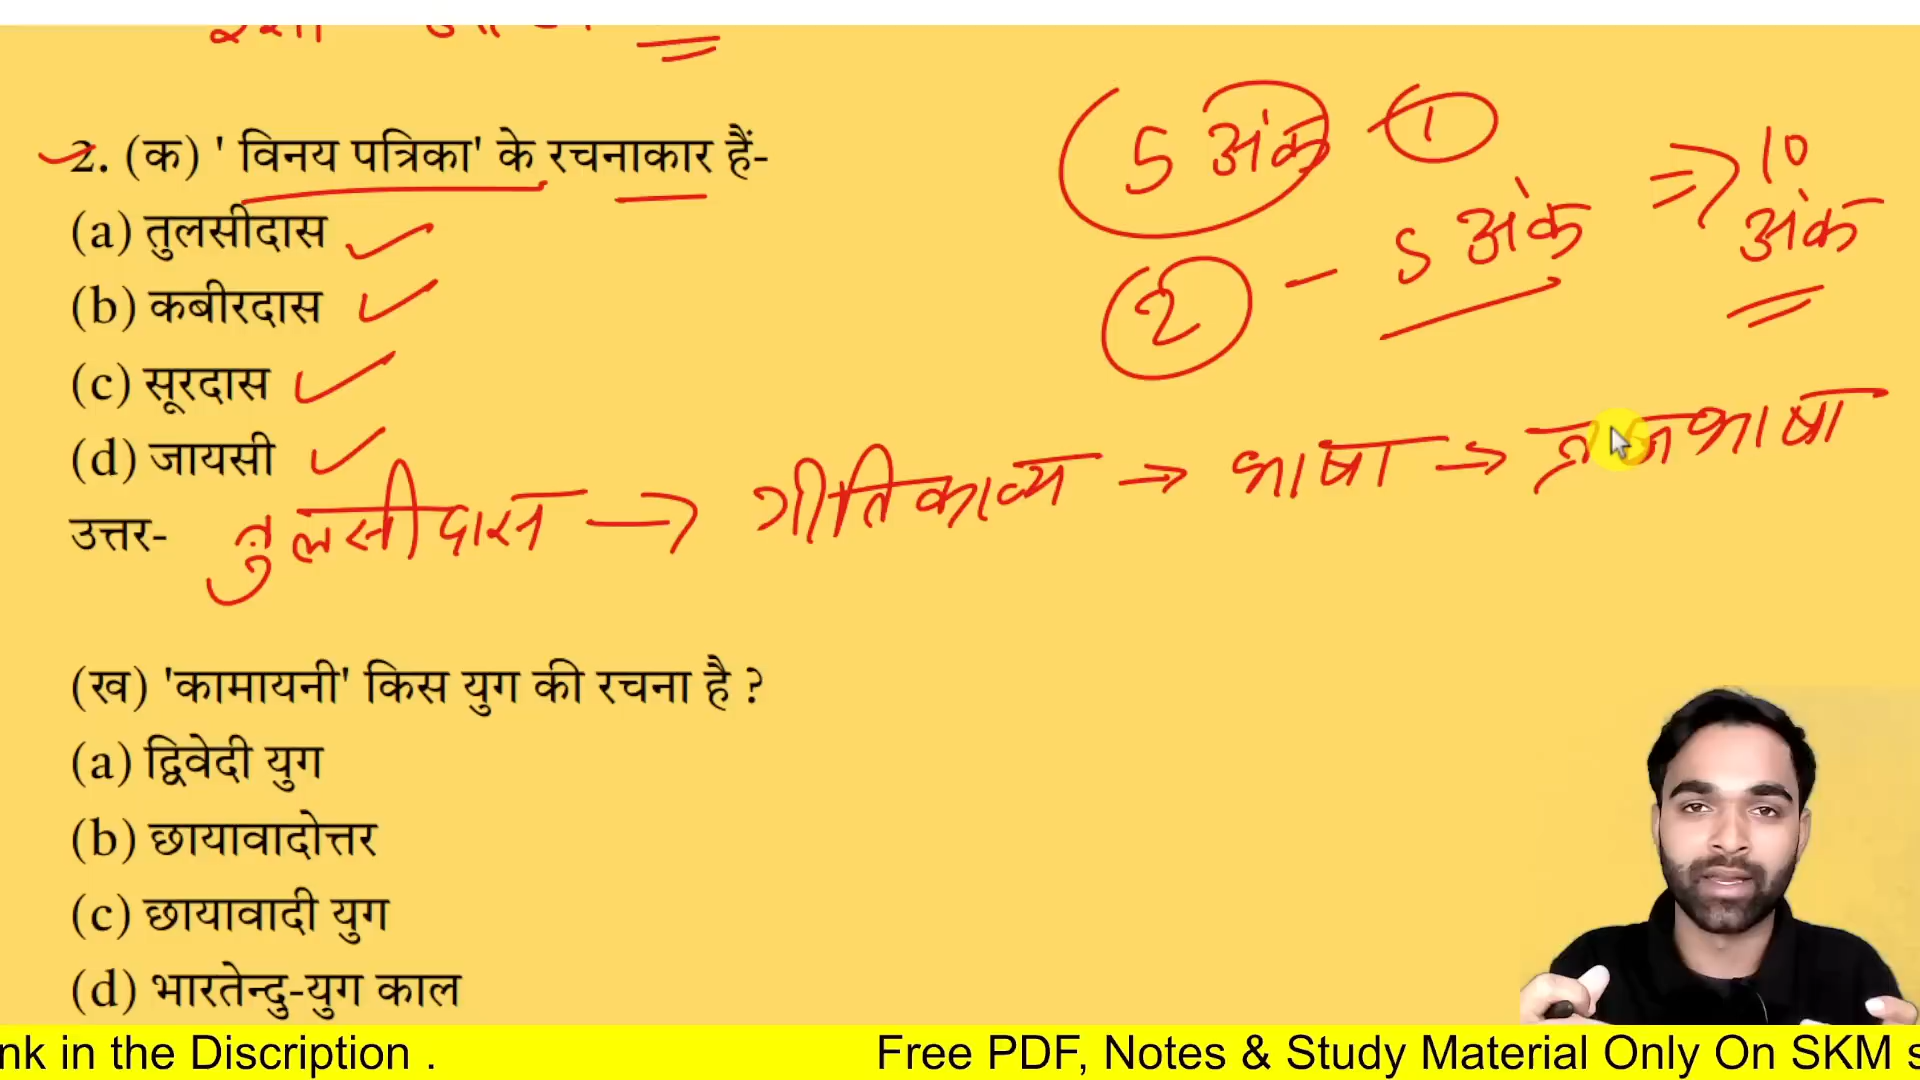 2. (क) ' विनय पत्रिका' के रचनाकार हैं-
(a) तुलसीदास
(b) कबीरदास
(c) सूरदास
(d) जायसी
उत्तर- तुलसीदास → गीतिकाव्य → भाषा → ब्रजभाषा
5 अंक - 1
2 - 5 अंक
⇒ 10 अंक
(ख) 'कामायनी' किस युग की रचना है ?
(a) द्विवेदी युग
(b) छायावादोत्तर
(c) छायावादी युग
(d) भारतेन्दु-युग काल
nk in the Discription . Free PDF, Notes & Study Material Only On SKM s